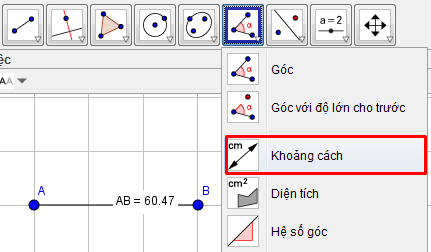 a = 2
ệc
AA
Góc
Góc với độ lớn cho trước
cm
Khoảng cách
cm²
Diện tích
Hệ số góc
A
AB = 60.47
B